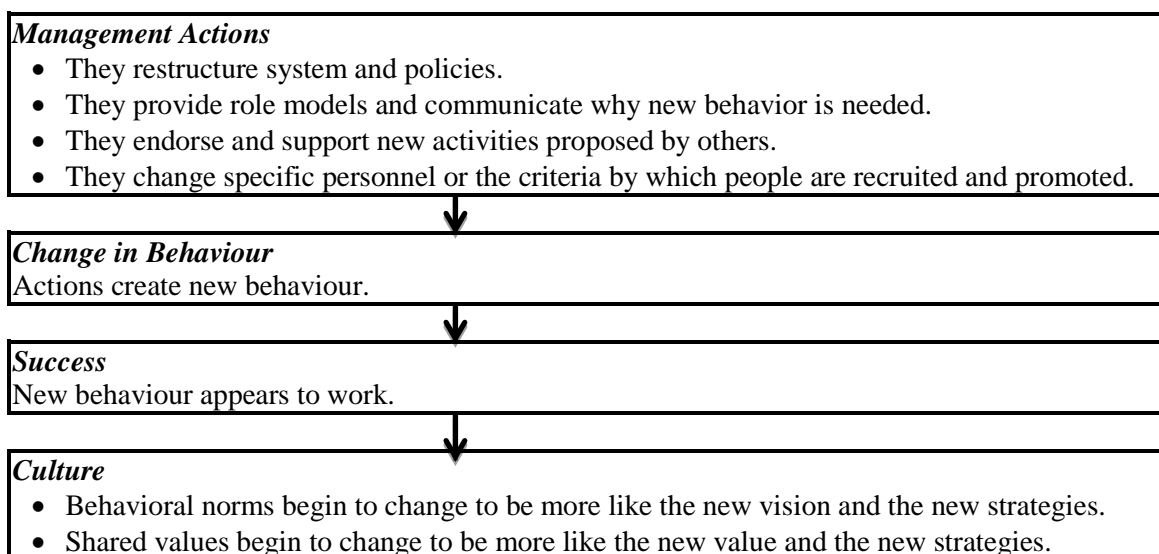 Management Actions
• They restructure system and policies.
• They provide role models and communicate why new behavior is needed.
• They endorse and support new activities proposed by others.
• They change specific personnel or the criteria by which people are recruited and promoted.
Change in Behaviour
Actions create new behaviour.
Success
New behaviour appears to work.
Culture
• Behavioral norms begin to change to be more like the new vision and the new strategies.
• Shared values begin to change to be more like the new value and the new strategies.